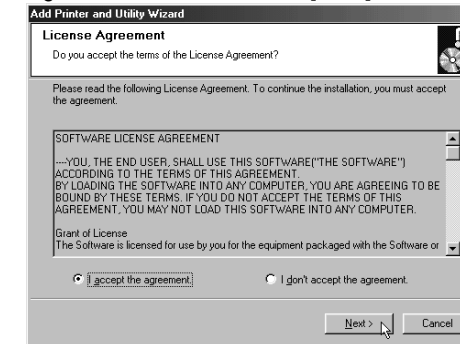 Add Printer and Utility Wizard
License Agreement
Do you accept the terms of the License Agreement?
Please read the following License Agreement. To continue the installation, you must accept
the agreement.
SOFTWARE LICENSE AGREEMENT
----YOU, THE END USER, SHALL USE THIS SOFTWARE("THE SOFTWARE")
ACCORDING TO THE TERMS OF THIS AGREEMENT.
BY LOADING THE SOFTWARE INTO ANY COMPUTER, YOU ARE AGREEING TO BE
BOUND BY THESE TERMS. IF YOU DO NOT ACCEPT THE TERMS OF THIS
AGREEMENT, YOU MAY NOT LOAD THIS SOFTWARE INTO ANY COMPUTER.
Grant of License
The Software is licensed for use by you for the equipment packaged with the Software or
I accept the agreement.
I don't accept the agreement.
Next >
Cancel